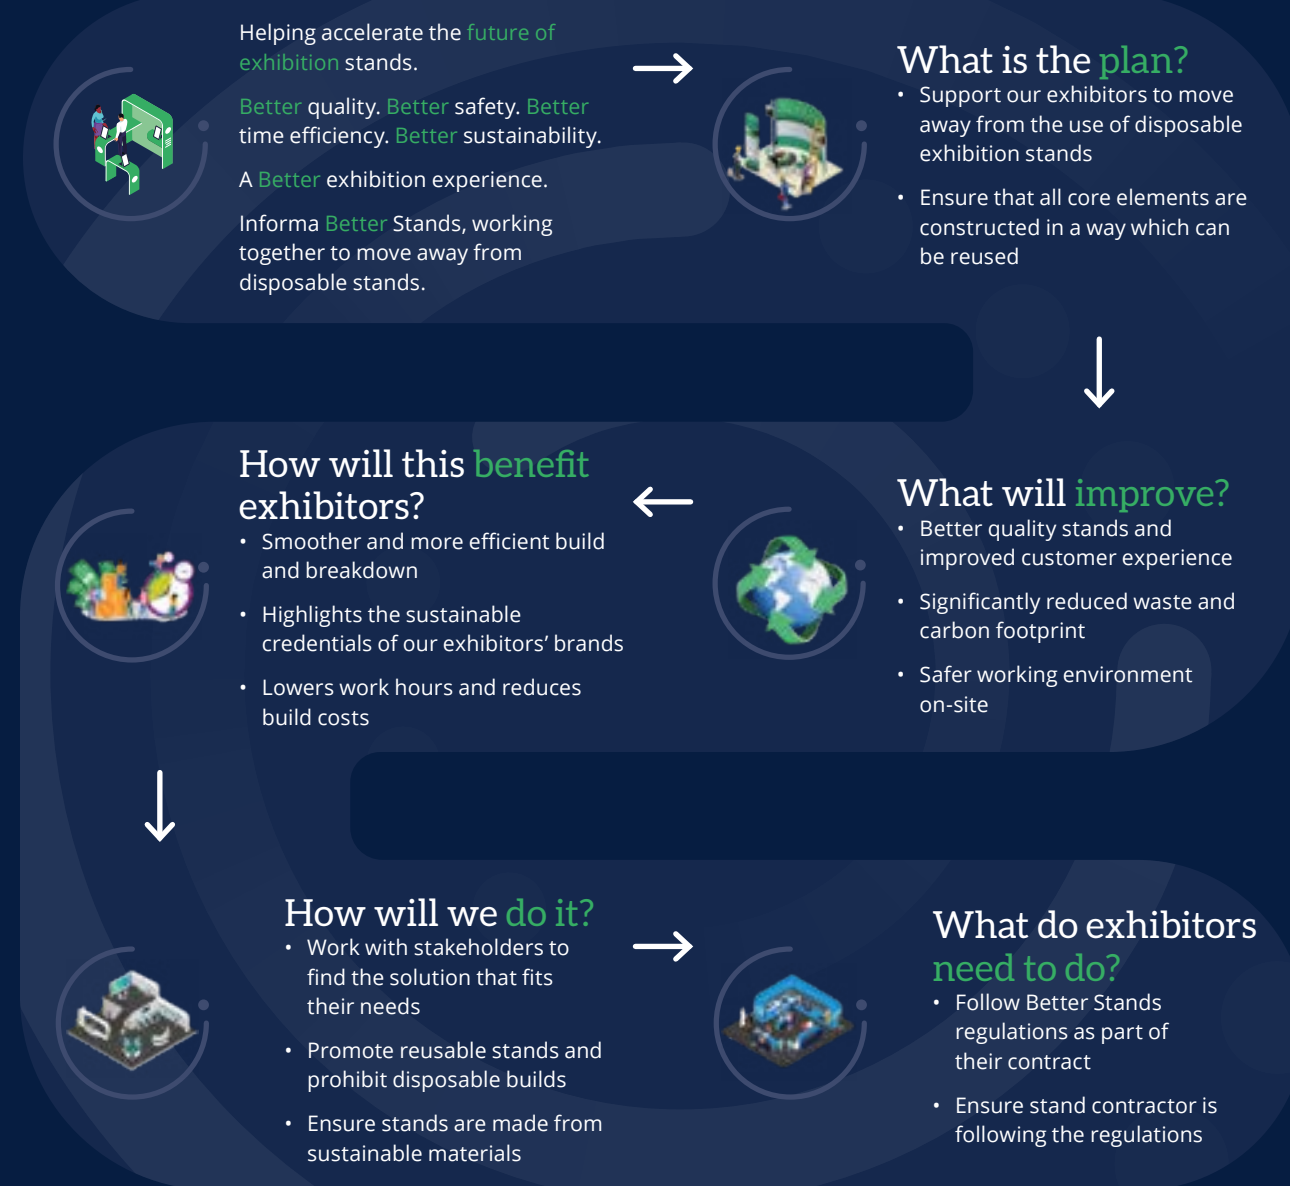 Helping accelerate the future of
exhibition stands.
Better quality. Better safety. Better
time efficiency. Better sustainability.
A Better exhibition experience.
Informa Better Stands, working
together to move away from
disposable stands.
What is the plan?
• Support our exhibitors to move
away from the use of disposable
exhibition stands
• Ensure that all core elements are
constructed in a way which can
be reused
What will improve?
• Better quality stands and
improved customer experience
• Significantly reduced waste and
carbon footprint
• Safer working environment
on-site
How will this benefit
exhibitors?
• Smoother and more efficient build
and breakdown
• Highlights the sustainable
credentials of our exhibitors’ brands
• Lowers work hours and reduces
build costs
How will we do it?
• Work with stakeholders to
find the solution that fits
their needs
• Promote reusable stands and
prohibit disposable builds
• Ensure stands are made from
sustainable materials
What do exhibitors
need to do?
• Follow Better Stands
regulations as part of
their contract
• Ensure stand contractor is
following the regulations